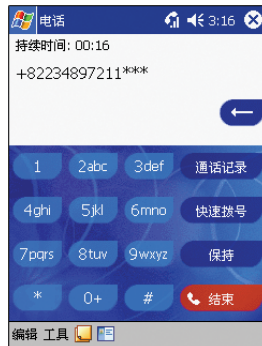 电话 3:16
持续时间: 00:16
+82234897211***
1 2abc 3def 通话记录
4ghi 5jkl 6mno 快速拨号
7pqrs 8tuv 9wxyz 保持
* 0+ # 结束
编辑 工具